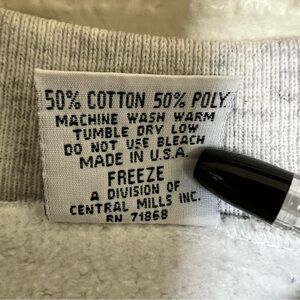 50% COTTON 50% POLY.
MACHINE WASH WARM
TUMBLE DRY LOW
DO NOT USE BLEACH
MADE IN U.S.A.
FREEZE
A DIVISION OF
CENTRAL MILLS INC.
RN 71868